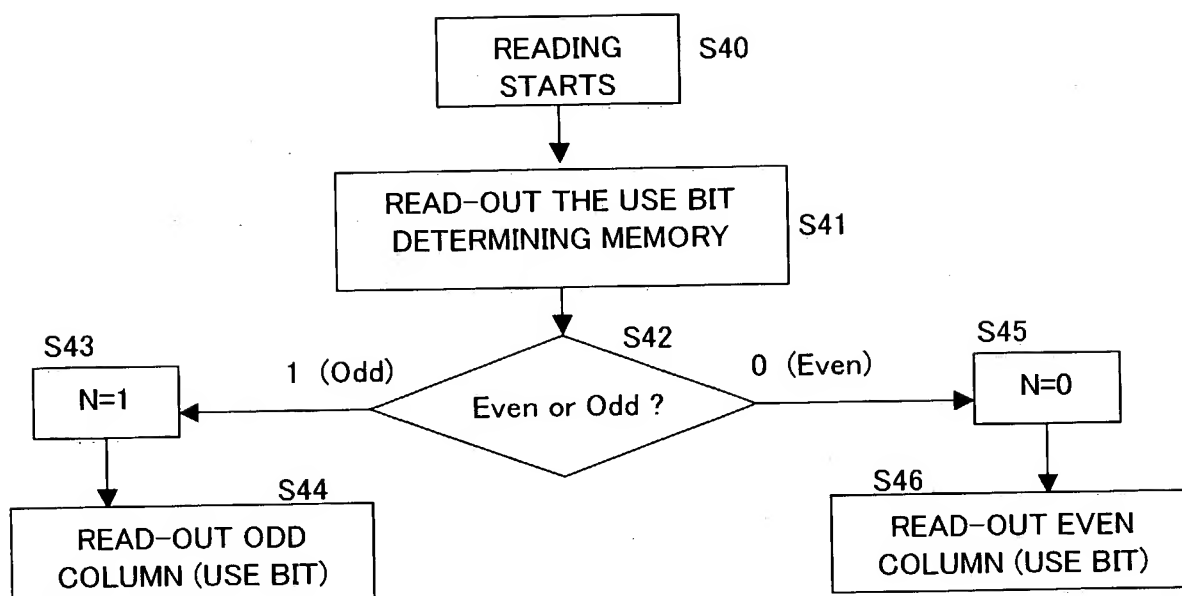 READING
STARTS
S40
READ-OUT THE USE BIT
DETERMINING MEMORY
S41
S42
Even or Odd ?
1 (Odd)
S43
N=1
S44
READ-OUT ODD
COLUMN (USE BIT)
0 (Even)
S45
N=0
S46
READ-OUT EVEN
COLUMN (USE BIT)